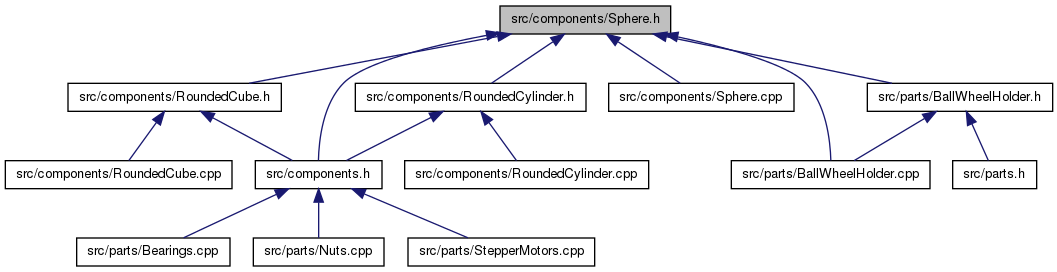 src/components/Sphere.h
src/components/RoundedCube.h
src/components/RoundedCylinder.h
src/components/Sphere.cpp
src/parts/BallWheelHolder.h
src/components/RoundedCube.cpp
src/components.h
src/components/RoundedCylinder.cpp
src/parts/BallWheelHolder.cpp
src/parts.h
src/parts/Bearings.cpp
src/parts/Nuts.cpp
src/parts/StepperMotors.cpp